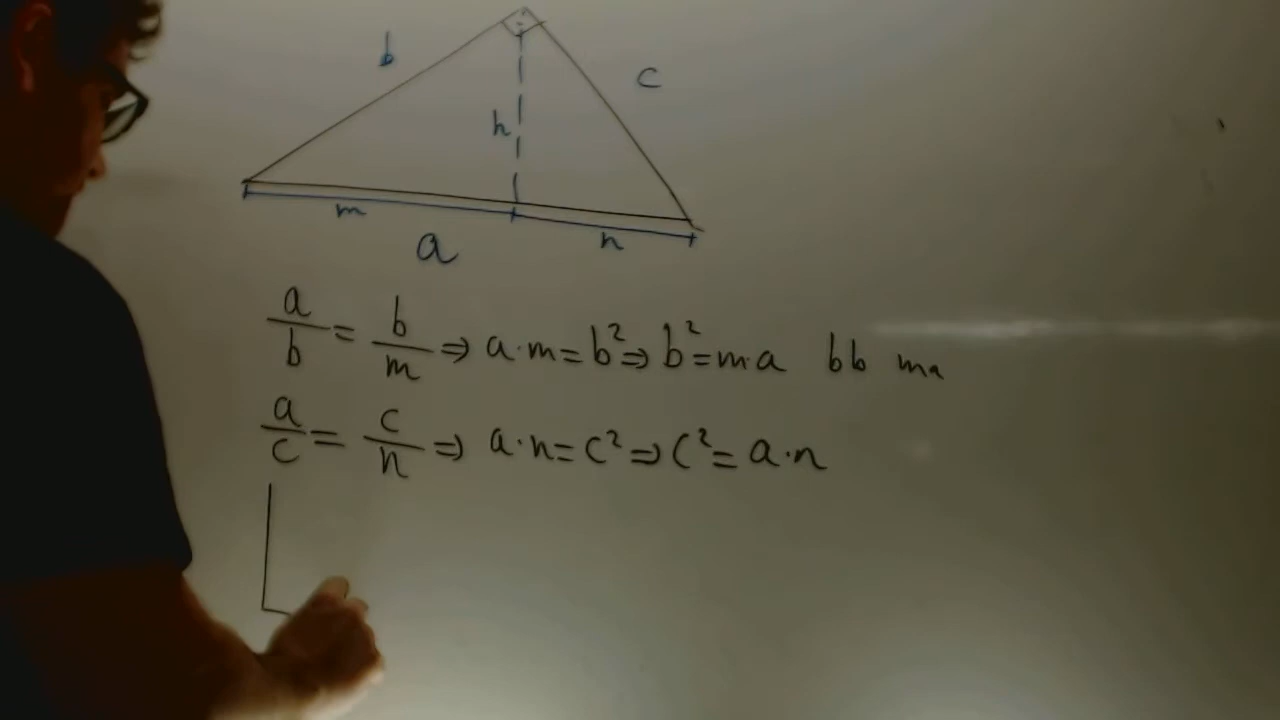 b
c
h
m
n
a
a/b = b/m ⇒ a·m = b² ⇒ b² = m·a bb ma
a/c = c/n ⇒ a·n = c² ⇒ c² = a·n